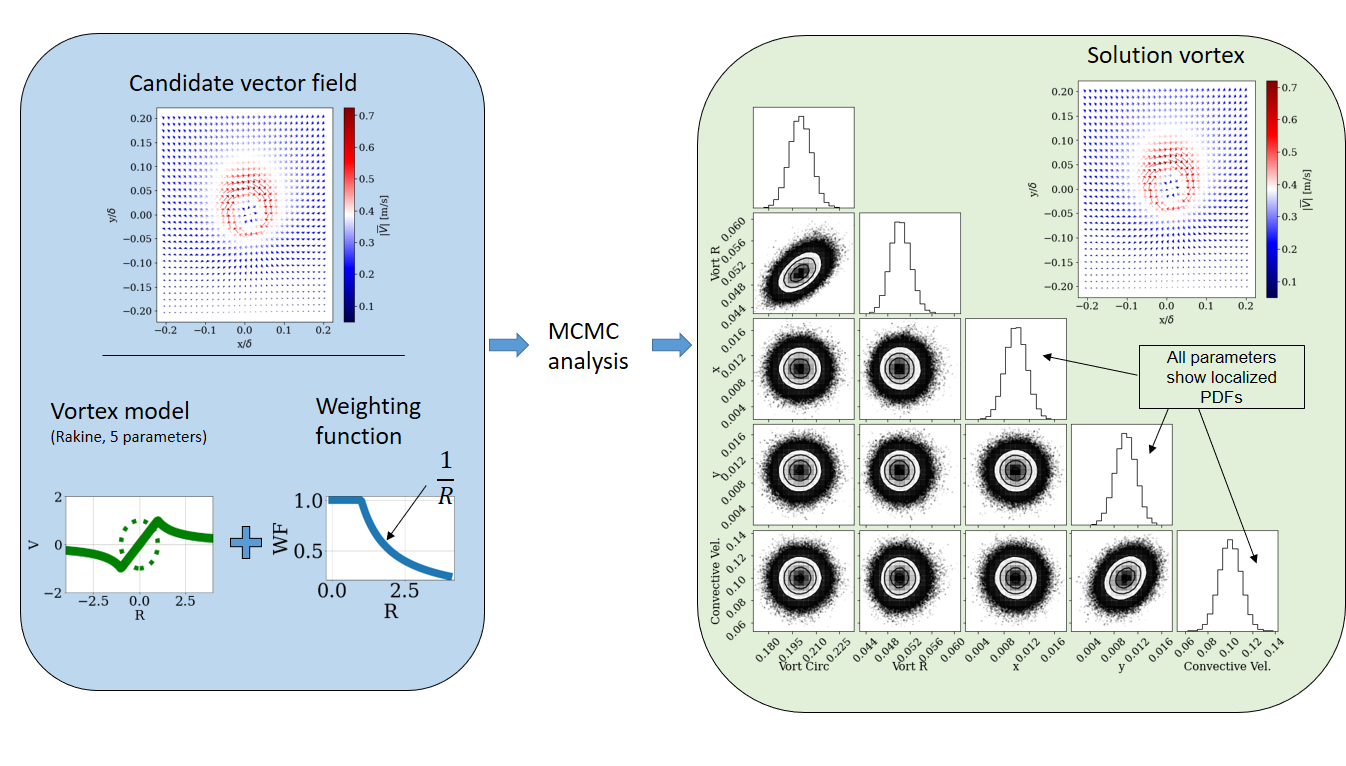 Candidate vector field
0.20
0.15
0.10
0.05
0.00
−0.05
−0.10
−0.15
−0.20
y/δ
−0.2 −0.1 0.0 0.1 0.2
x/δ
0.7
0.6
0.5
0.4
0.3
0.2
0.1
|V̅| [m/s]
Vortex model
(Rakine, 5 parameters)
2
0
−2
V
−2.5 0.0 2.5
R
Weighting
function
1
R
1.0
0.5
WF
0.0 2.5
R
MCMC
analysis
Solution vortex
0.20
0.15
0.10
0.05
0.00
−0.05
−0.10
−0.15
−0.20
y/δ
−0.2 −0.1 0.0 0.1 0.2
x/δ
0.7
0.6
0.5
0.4
0.3
0.2
0.1
|V̅| [m/s]
All parameters
show localized
PDFs
Vort R
0.060
0.056
0.052
0.048
0.044
x
0.016
0.012
0.008
0.004
y
0.016
0.012
0.008
0.004
Convective Vel.
0.14
0.12
0.10
0.08
0.06
0.180 0.195 0.210 0.225
Vort Circ
0.044 0.048 0.052 0.056 0.060
Vort R
0.004 0.008 0.012 0.016
x
0.004 0.008 0.012 0.016
y
0.06 0.08 0.10 0.12 0.14
Convective Vel.